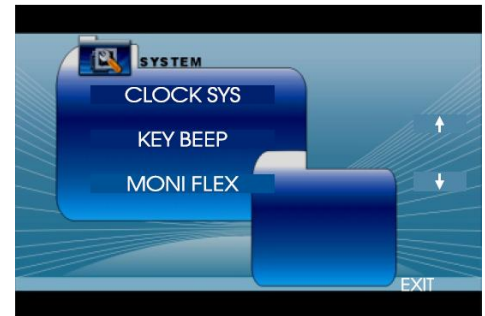 SYSTEM
CLOCK SYS
KEY BEEP
MONI FLEX
EXIT